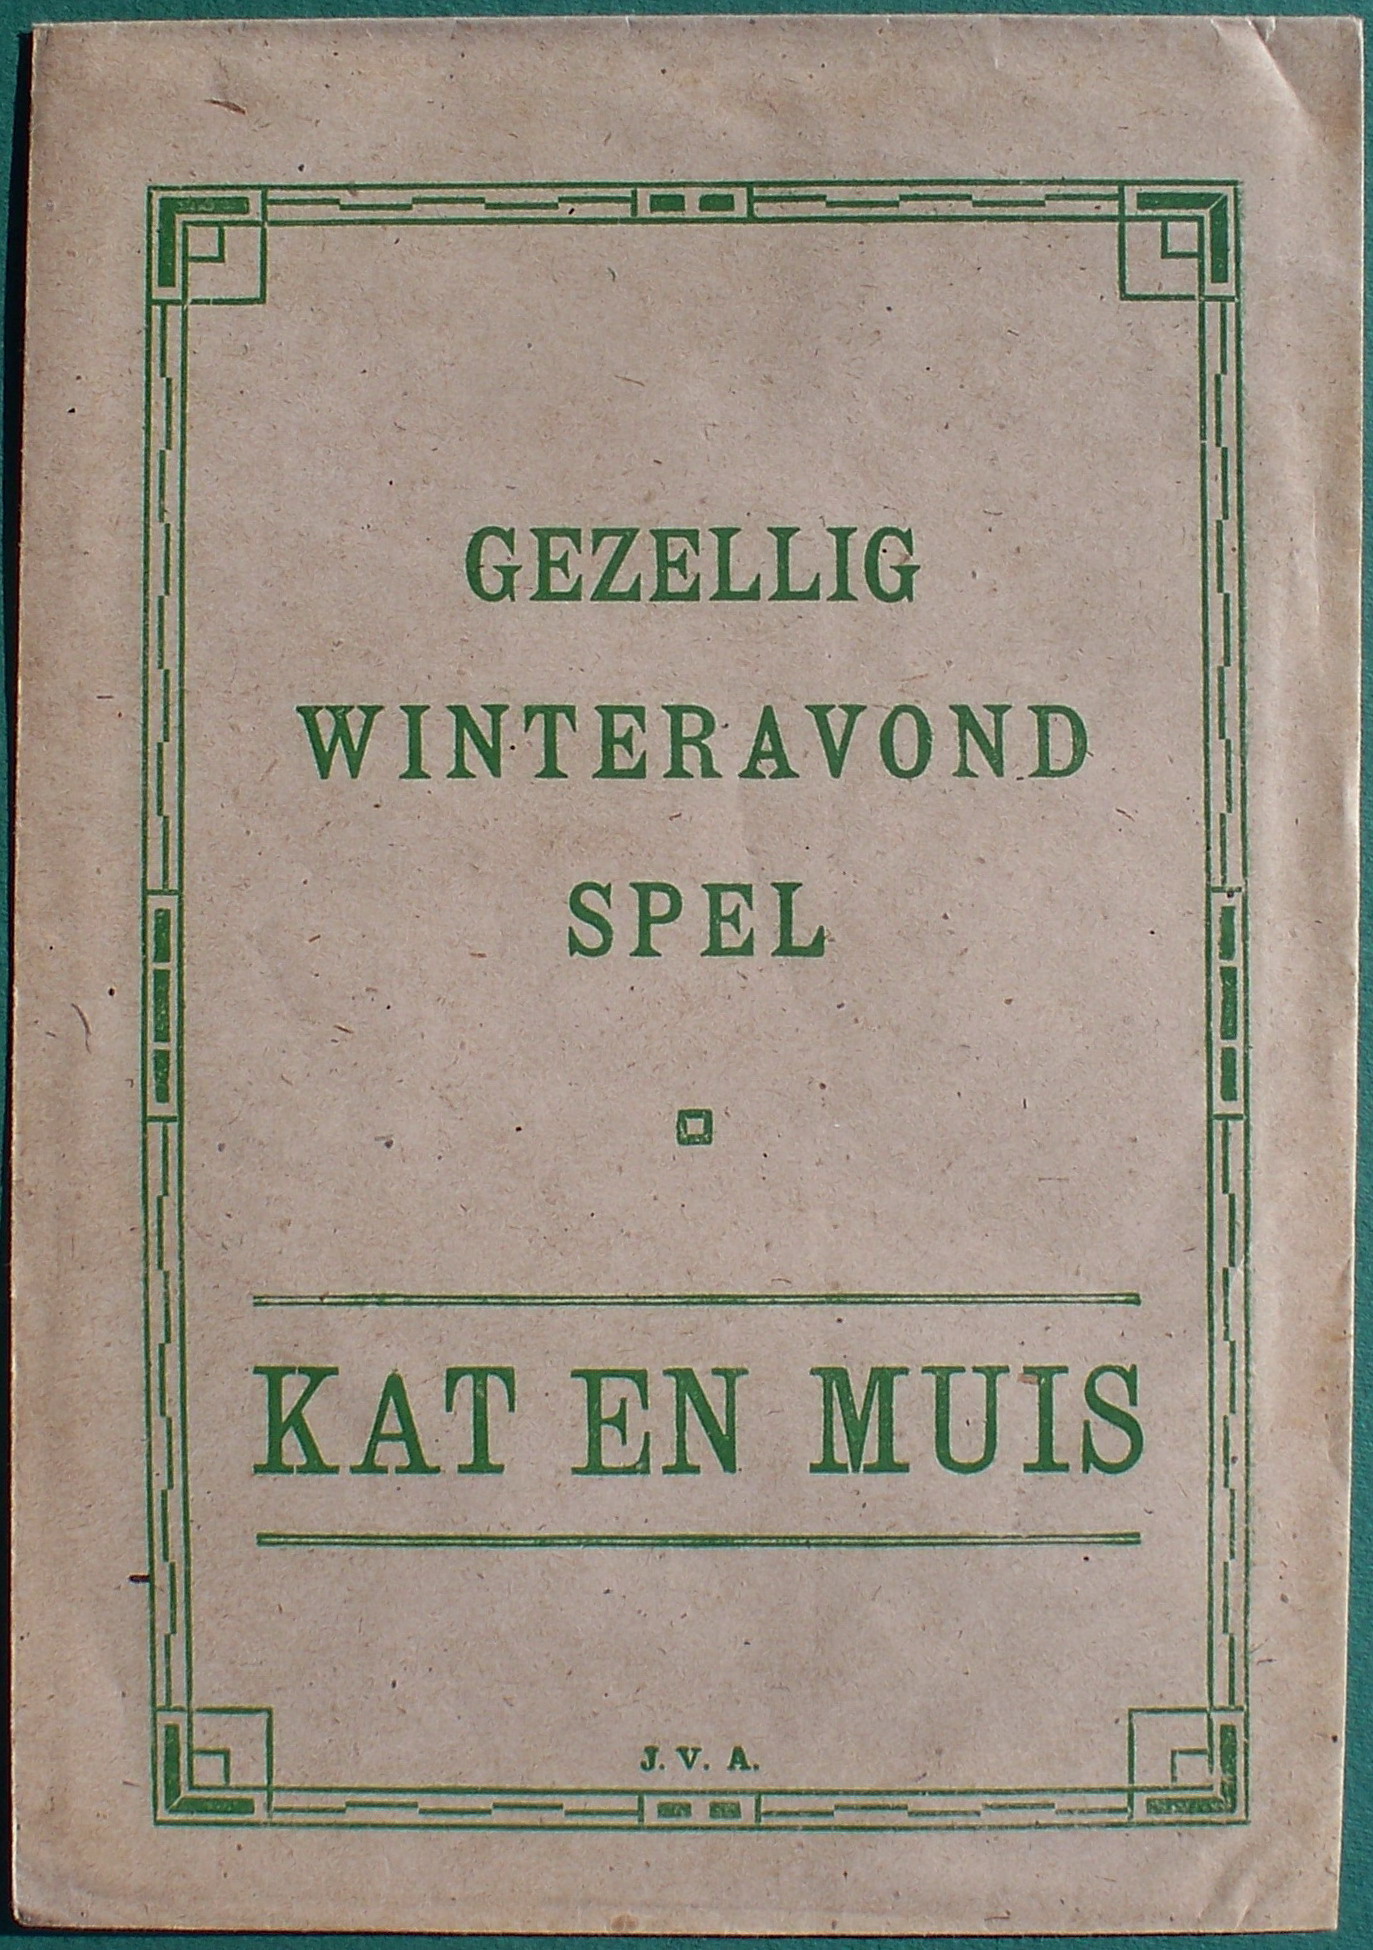 GEZELLIG
WINTERAVOND
SPEL
KAT EN MUIS
J. V. A.